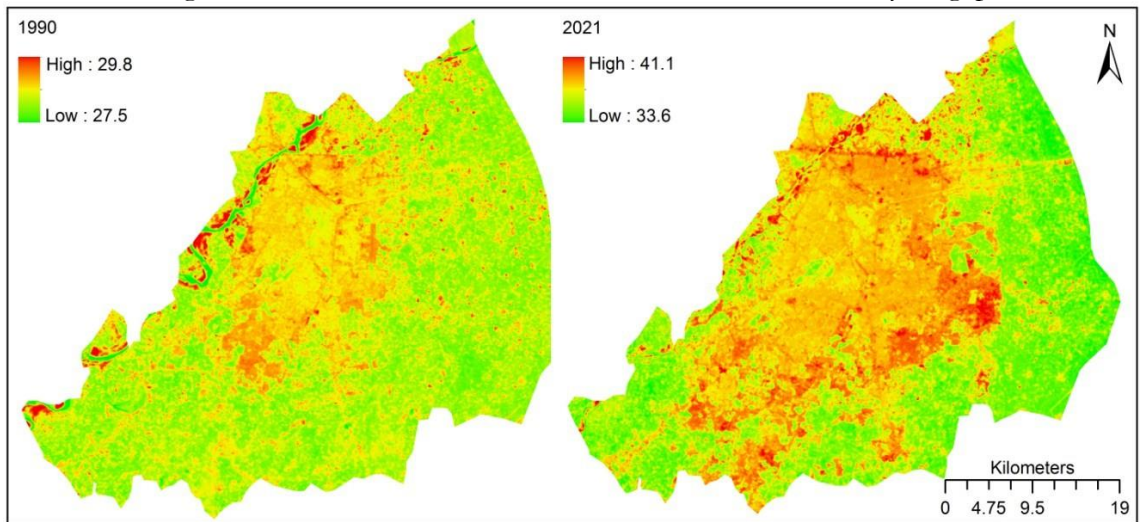 1990
High : 29.8
Low : 27.5
2021
High : 41.1
Low : 33.6
N
Kilometers
0 4.75 9.5 19